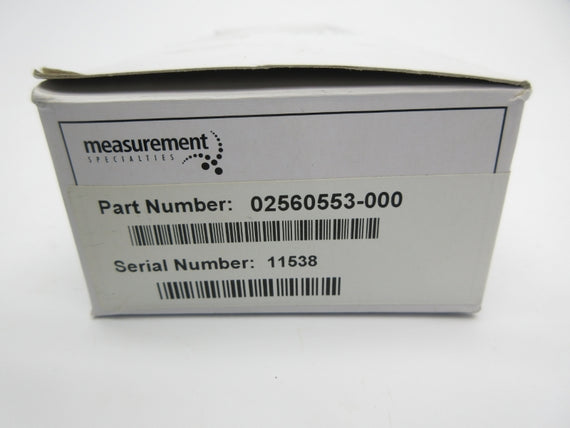 measurement
SPECIALTIES
Part Number: 02560553-000
Serial Number: 11538